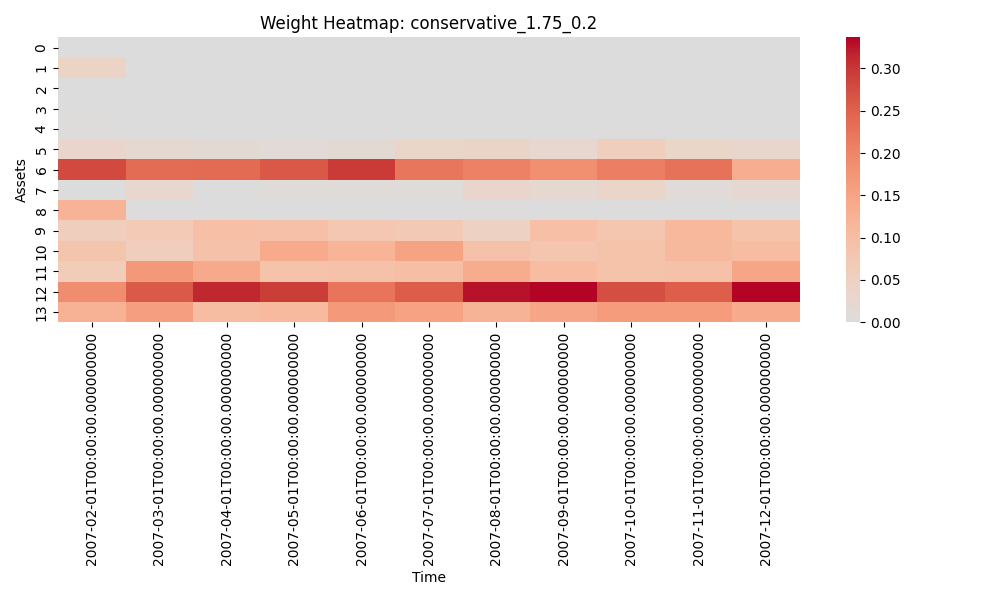 Weight Heatmap: conservative_1.75_0.2
Assets
0
1
2
3
4
5
6
7
8
9
10
11
12
13
0.30
0.25
0.20
0.15
0.10
0.05
0.00
2007-02-01T00:00:00.000000000
2007-03-01T00:00:00.000000000
2007-04-01T00:00:00.000000000
2007-05-01T00:00:00.000000000
2007-06-01T00:00:00.000000000
2007-07-01T00:00:00.000000000
2007-08-01T00:00:00.000000000
2007-09-01T00:00:00.000000000
2007-10-01T00:00:00.000000000
2007-11-01T00:00:00.000000000
2007-12-01T00:00:00.000000000
Time